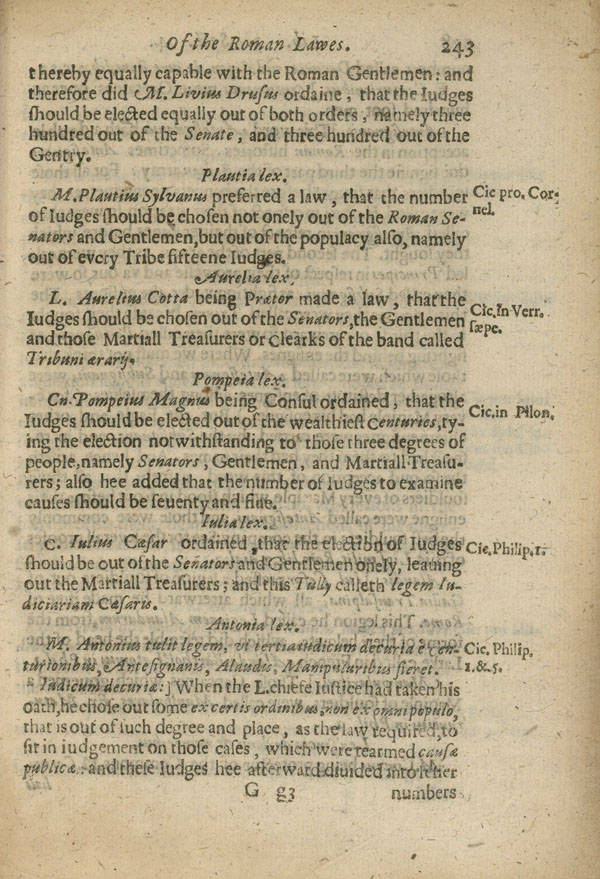 Of the Roman Lawes. 243
thereby equally capable with the Roman Gentlemen: and
therefore did M. Livius Drusus ordaine, that the Iudges
should be elected equally out of both orders, namely three
hundred out of the Senate, and three hundred out of the
Gentry.
Plautia lex.
M. Plautius Sylvanus preferred a law, that the number
Cic pro. Cor-
nel.
of Iudges should be chosen not onely out of the Roman Se-
nators and Gentlemen, but out of the populacy also, namely
out of every Tribe fifteene Iudges.
Aurelia lex.
L. Aurelius Cotta being Prætor made a law, that the
Iudges should be chosen out of the Senators, the Gentlemen
Cic. in Verr.
sæpe.
and those Martiall Treasurers or Clearks of the band called
Tribuni ærarij.
Pompeia lex.
Cn. Pompeius Magnus being Consul ordained, that the
Iudges should be elected out of the wealthiest Centuries, ty-
Cic. in Pison.
ing the election notwithstanding to those three degrees of
people, namely Senators, Gentlemen, and Martiall Treasu-
rers; also hee added that the number of Iudges to examine
causes should be seuenty and fiue.
Iulia lex.
C. Iulius Cæsar ordained, that the election of Iudges
Cic. Philip. 1.
should be out of the Senators and Gentlemen onely, leauing
out the Martiall Treasurers; and this Tully calleth legem Iu-
diciariam Cæsaris.
Antonia lex.
M. Antonius tulit legem, vt tertia iudicum decuria è cen-
Cic. Philip.
1. & 5.
turionibus, Antesignanis, Alaudis, Manipularibus fieret.
Iudicum decuriæ:] When the L. chiefe Iustice had taken his
oath, he chose out some ex certis ordinibus, non ex omni populo,
that is out of such degree and place, as the law required, to
sit in iudgement on those cases, which were tearmed causæ
publicæ: and these Iudges hee afterward divided into
numbers
G g3